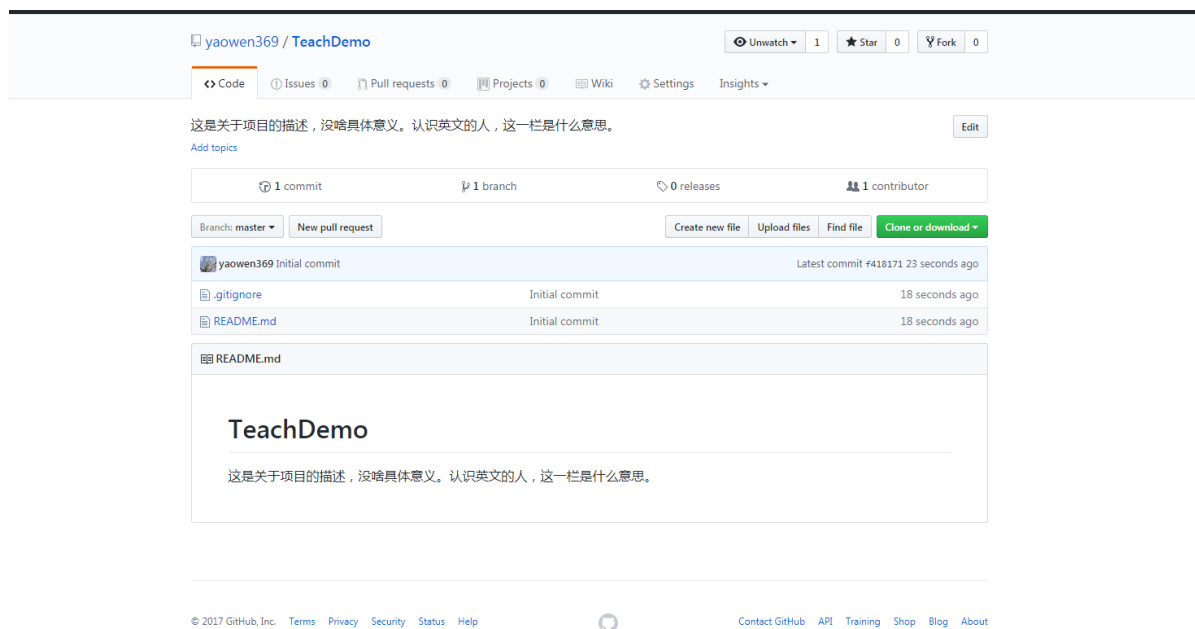 yaowen369 / TeachDemo
Unwatch 1 Star 0 Fork 0
Code Issues 0 Pull requests 0 Projects 0 Wiki Settings Insights
这是关于项目的描述，没啥具体意义。认识英文的人，这一栏是什么意思。
Edit
Add topics
1 commit 1 branch 0 releases 1 contributor
Branch: master New pull request Create new file Upload files Find file Clone or download
yaowen369 Initial commit Latest commit f418171 23 seconds ago
.gitignore Initial commit 18 seconds ago
README.md Initial commit 18 seconds ago
README.md
TeachDemo
这是关于项目的描述，没啥具体意义。认识英文的人，这一栏是什么意思。
© 2017 GitHub, Inc. Terms Privacy Security Status Help Contact GitHub API Training Shop Blog About